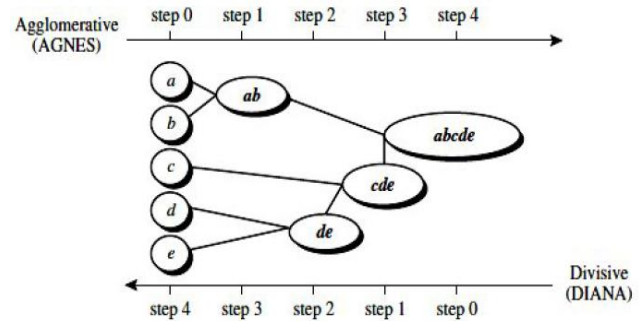 Agglomerative
(AGNES)
step 0 step 1 step 2 step 3 step 4
a
ab
b
abcde
c
cde
d
de
e
Divisive
(DIANA)
step 4 step 3 step 2 step 1 step 0